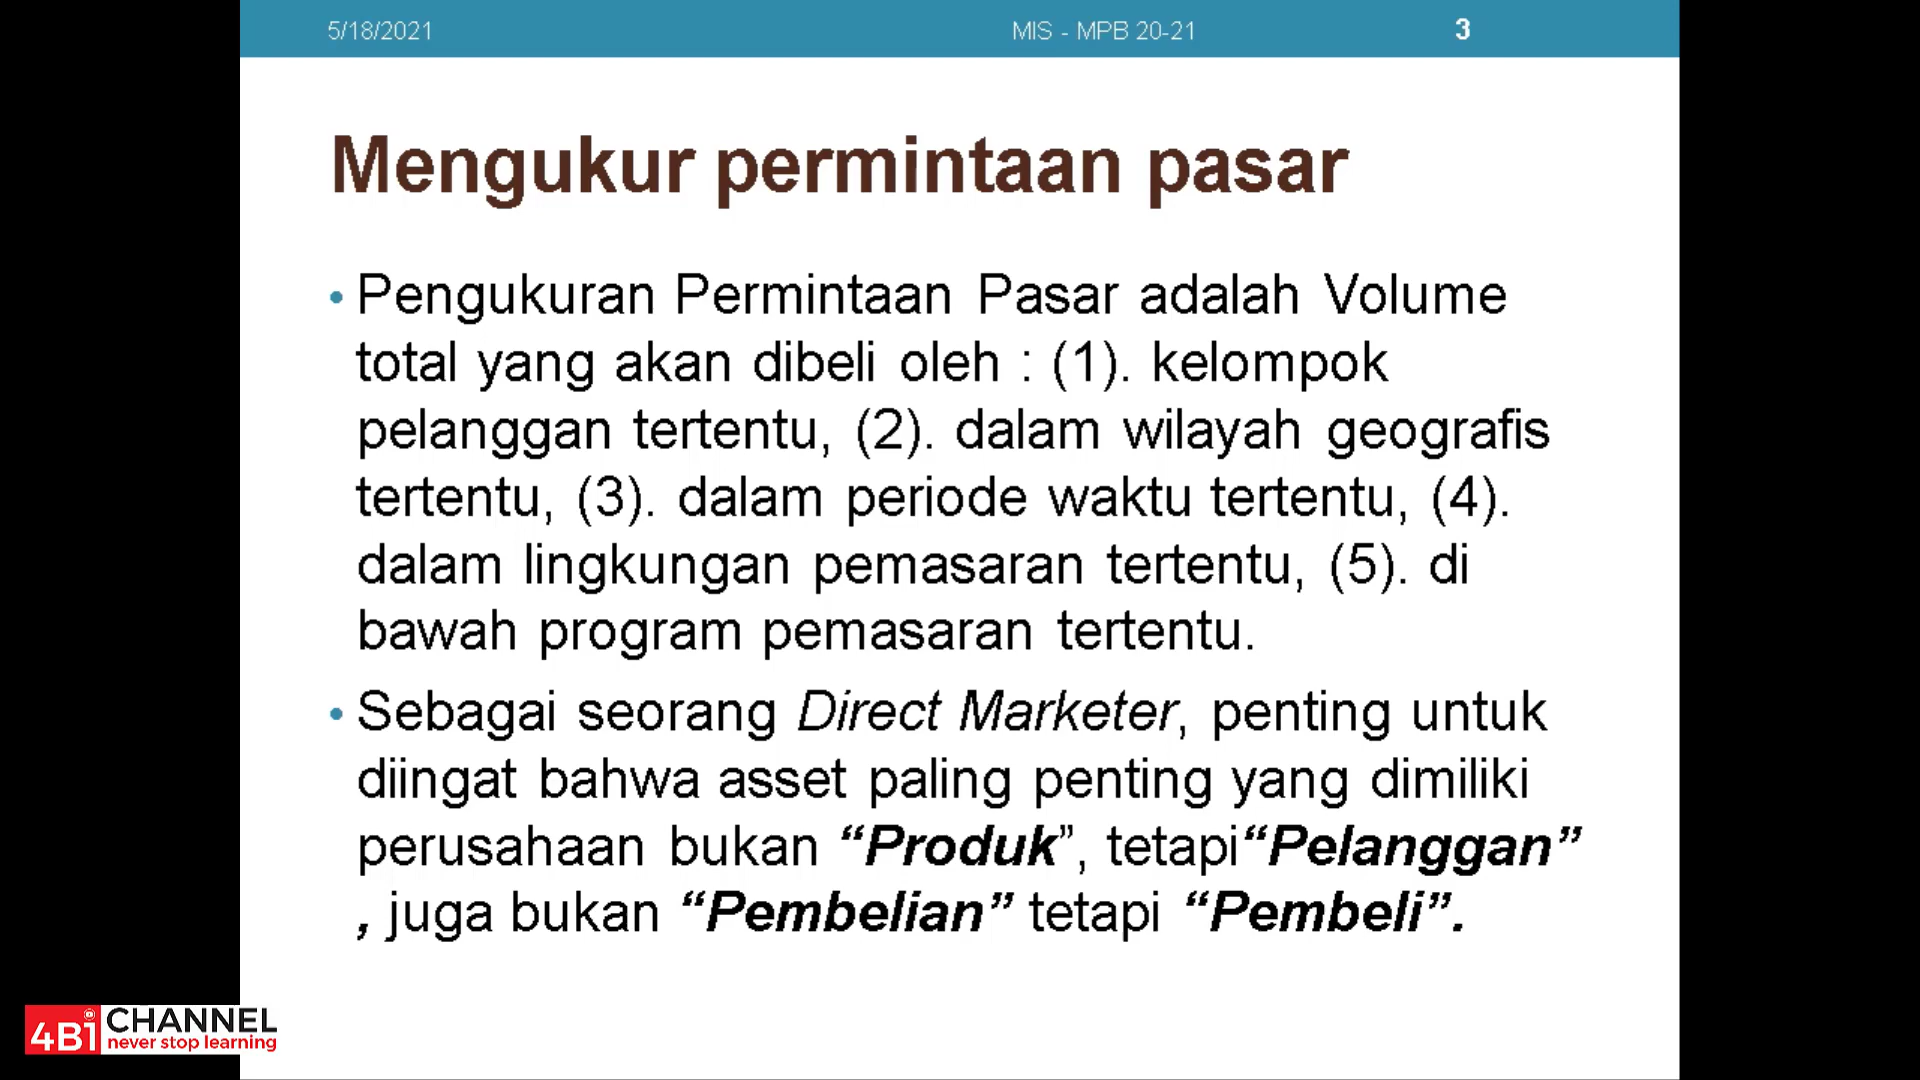 5/18/2021 MIS - MPB 20-21 3
Mengukur permintaan pasar
• Pengukuran Permintaan Pasar adalah Volume
total yang akan dibeli oleh : (1). kelompok
pelanggan tertentu, (2). dalam wilayah geografis
tertentu, (3). dalam periode waktu tertentu, (4).
dalam lingkungan pemasaran tertentu, (5). di
bawah program pemasaran tertentu.
• Sebagai seorang Direct Marketer, penting untuk
diingat bahwa asset paling penting yang dimiliki
perusahaan bukan “Produk”, tetapi“Pelanggan”
, juga bukan “Pembelian” tetapi “Pembeli”.
4Bi CHANNEL
never stop learning